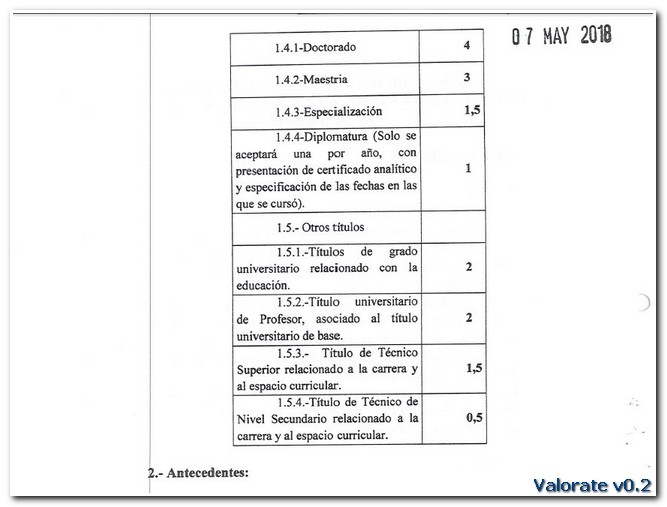 07 MAY 2018
1.4.1-Doctorado 4
1.4.2-Maestria 3
1.4.3-Especialización 1,5
1.4.4-Diplomatura (Solo se
aceptará una por año, con
presentación de certificado analítico
y especificación de las fechas en las
que se cursó).
1
1.5.- Otros títulos
1.5.1.-Títulos de grado
universitario relacionado con la
educación.
2
1.5.2.-Título universitario
de Profesor, asociado al título
universitario de base.
2
1.5.3.- Título de Técnico
Superior relacionado a la carrera y
al espacio curricular.
1,5
1.5.4.-Título de Técnico de
Nivel Secundario relacionado a la
carrera y al espacio curricular.
0,5
2.- Antecedentes:
Valorate v0.2